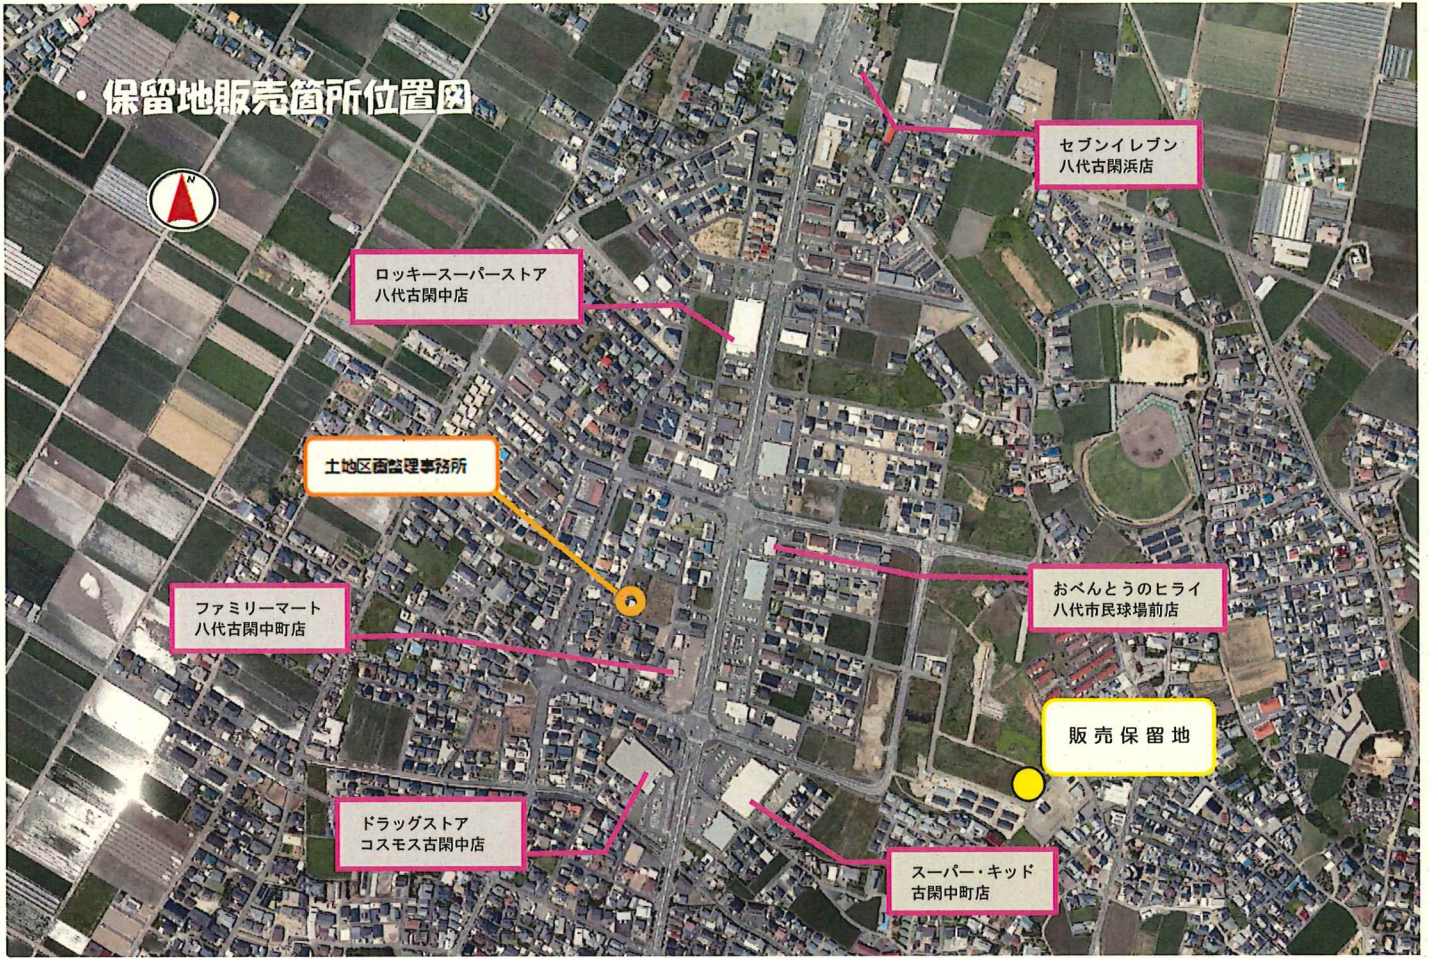 ・保留地販売箇所位置図
N
セブンイレブン
八代古閑浜店
ロッキースーパーストア
八代古閑中店
土地区画整理事務所
おべんとうのヒライ
八代市民球場前店
ファミリーマート
八代古閑中町店
販売保留地
ドラッグストア
コスモス古閑中店
スーパー・キッド
古閑中町店